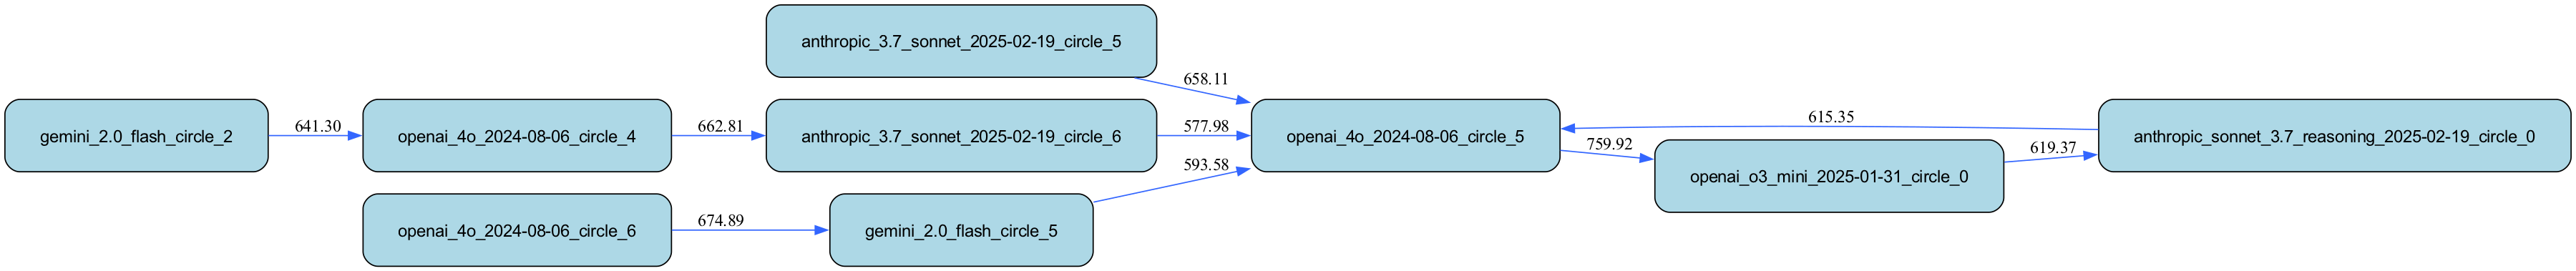 anthropic_3.7_sonnet_2025-02-19_circle_5
658.11
gemini_2.0_flash_circle_2
641.30
openai_4o_2024-08-06_circle_4
662.81
anthropic_3.7_sonnet_2025-02-19_circle_6
577.98
openai_4o_2024-08-06_circle_5
615.35
anthropic_sonnet_3.7_reasoning_2025-02-19_circle_0
759.92
openai_o3_mini_2025-01-31_circle_0
619.37
593.58
openai_4o_2024-08-06_circle_6
674.89
gemini_2.0_flash_circle_5